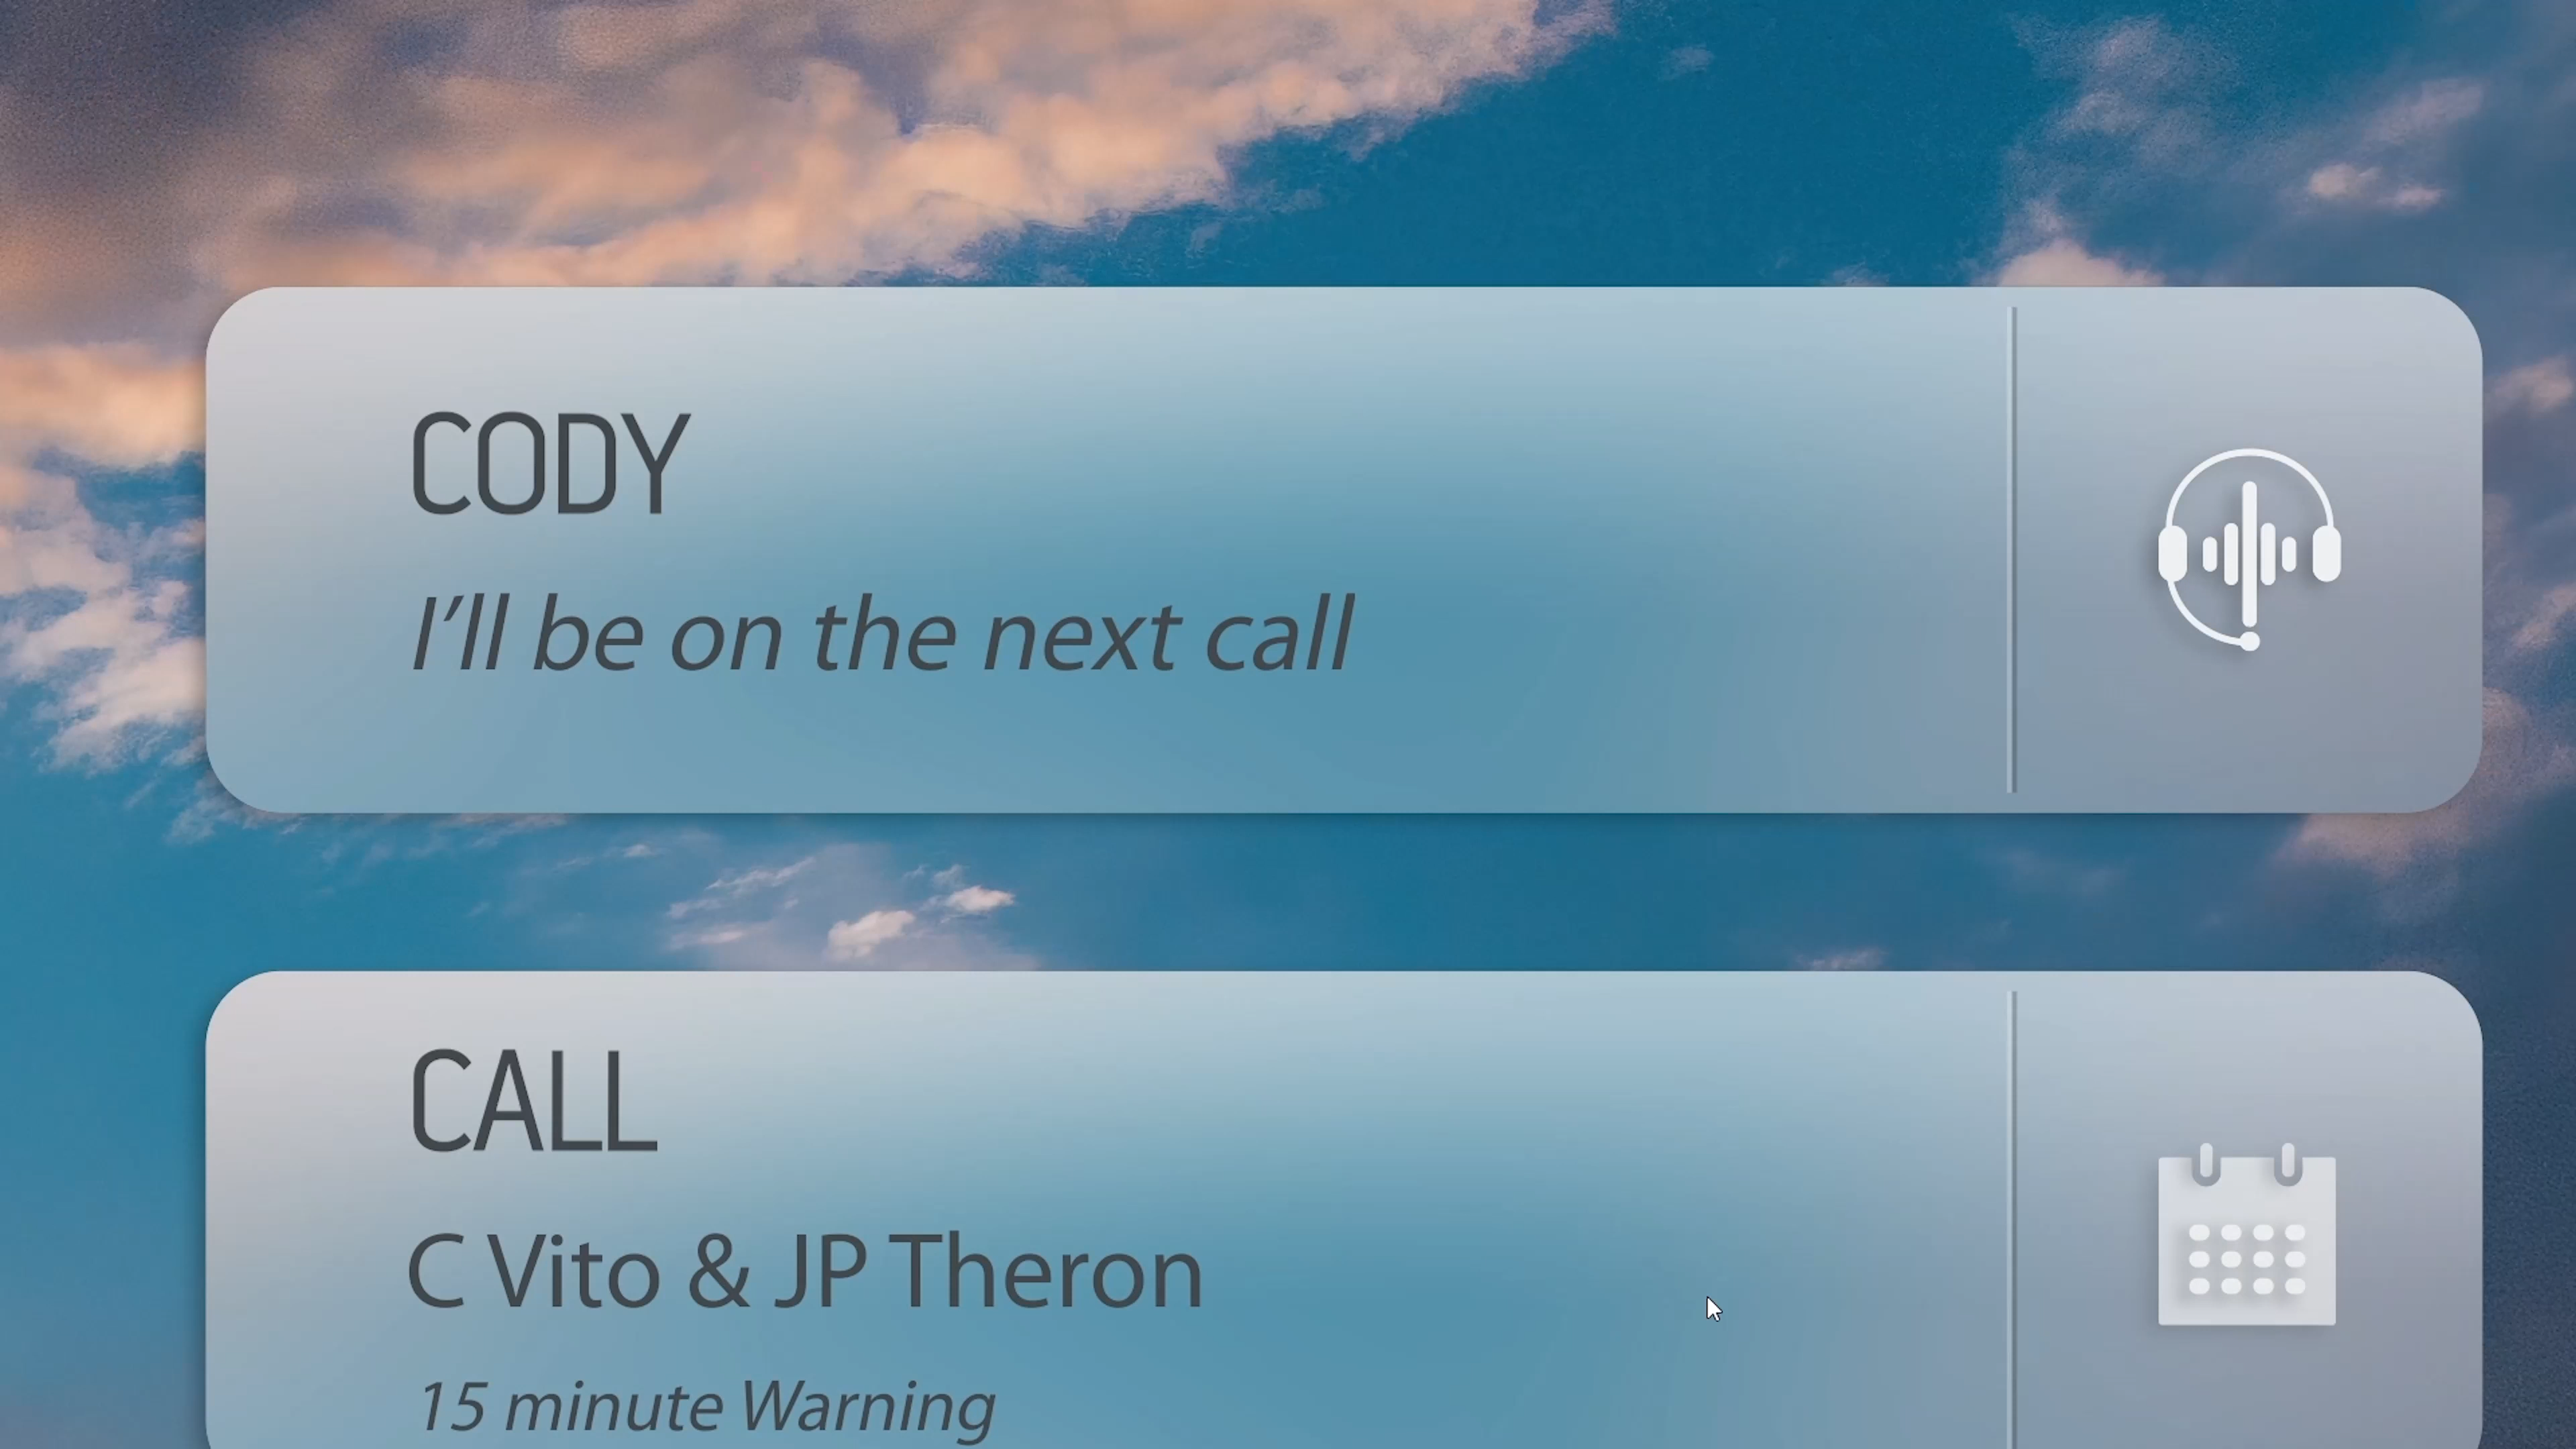 CODY
I’ll be on the next call
CALL
C Vito & JP Theron
15 minute Warning